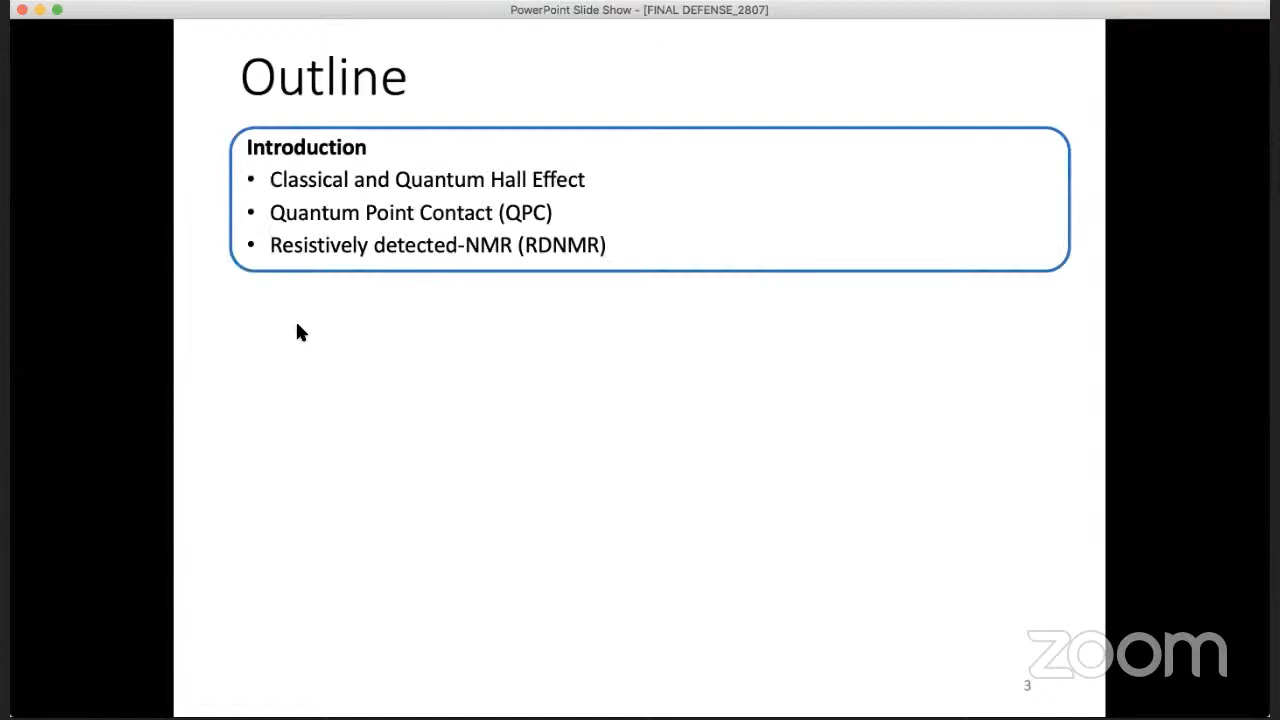 PowerPoint Slide Show - [FINAL DEFENSE_2807]
Outline
Introduction
• Classical and Quantum Hall Effect
• Quantum Point Contact (QPC)
• Resistively detected-NMR (RDNMR)
zoom
3